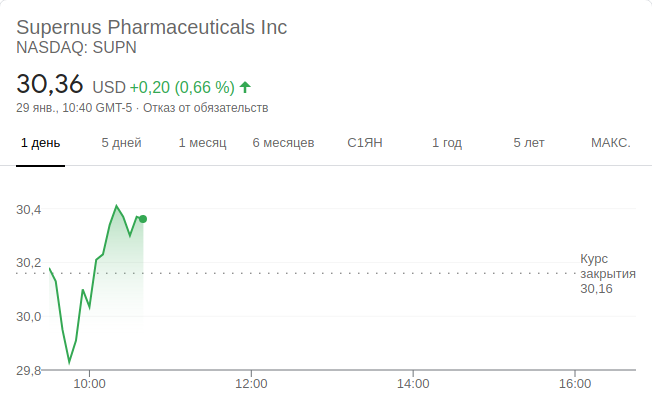 Supernus Pharmaceuticals Inc
NASDAQ: SUPN
30,36 USD +0,20 (0,66 %)
29 янв., 10:40 GMT-5 · Отказ от обязательств
1 день 5 дней 1 месяц 6 месяцев С1ЯН 1 год 5 лет МАКС.
30,4
30,2
30,0
29,8
Курс
закрытия
30,16
10:00 12:00 14:00 16:00